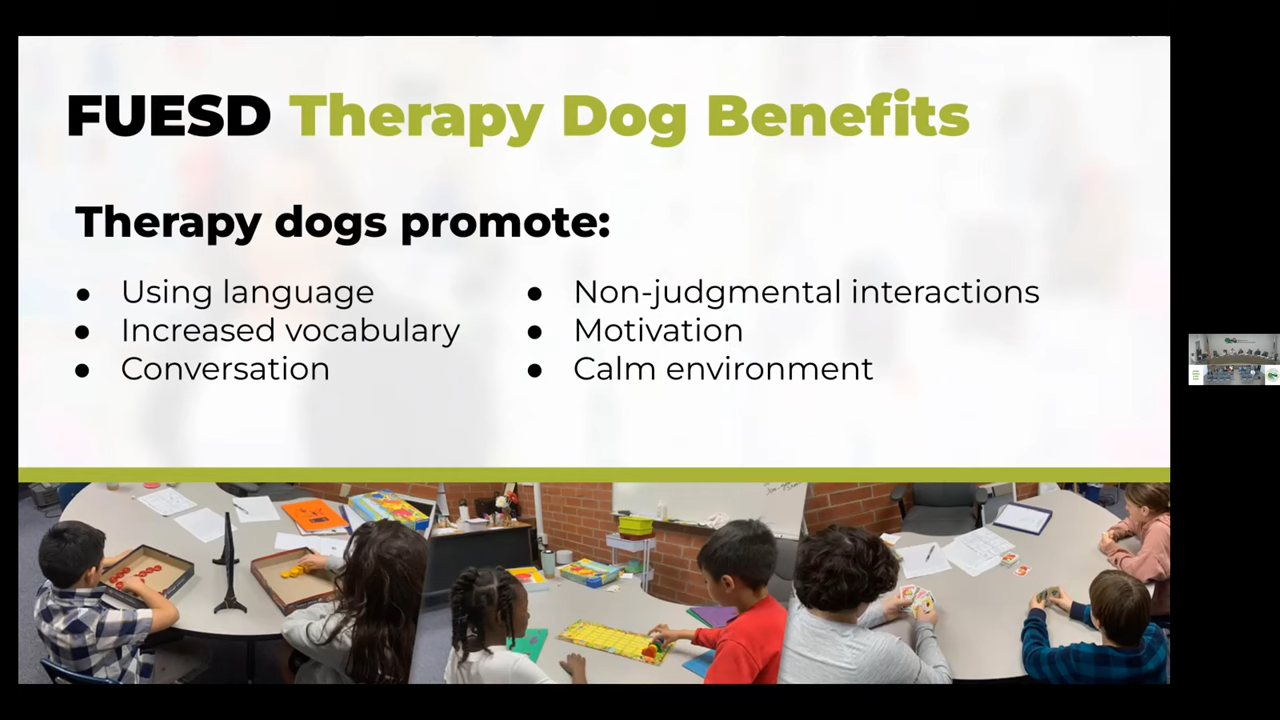 FUESD Therapy Dog Benefits
Therapy dogs promote:
● Using language
● Increased vocabulary
● Conversation
● Non-judgmental interactions
● Motivation
● Calm environment